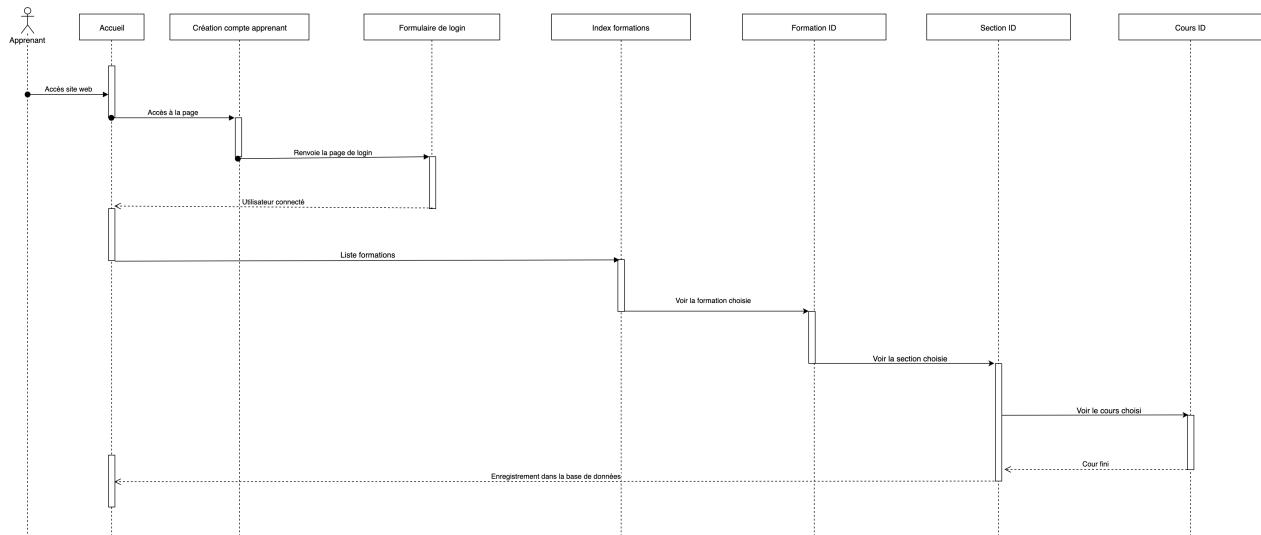 Apprenant
Accueil
Création compte apprenant
Formulaire de login
Index formations
Formation ID
Section ID
Cours ID
Accès site web
Accès à la page
Renvoie la page de login
Utilisateur connecté
Liste formations
Voir la formation choisie
Voir la section choisie
Voir le cours choisi
Cour fini
Enregistrement dans la base de données